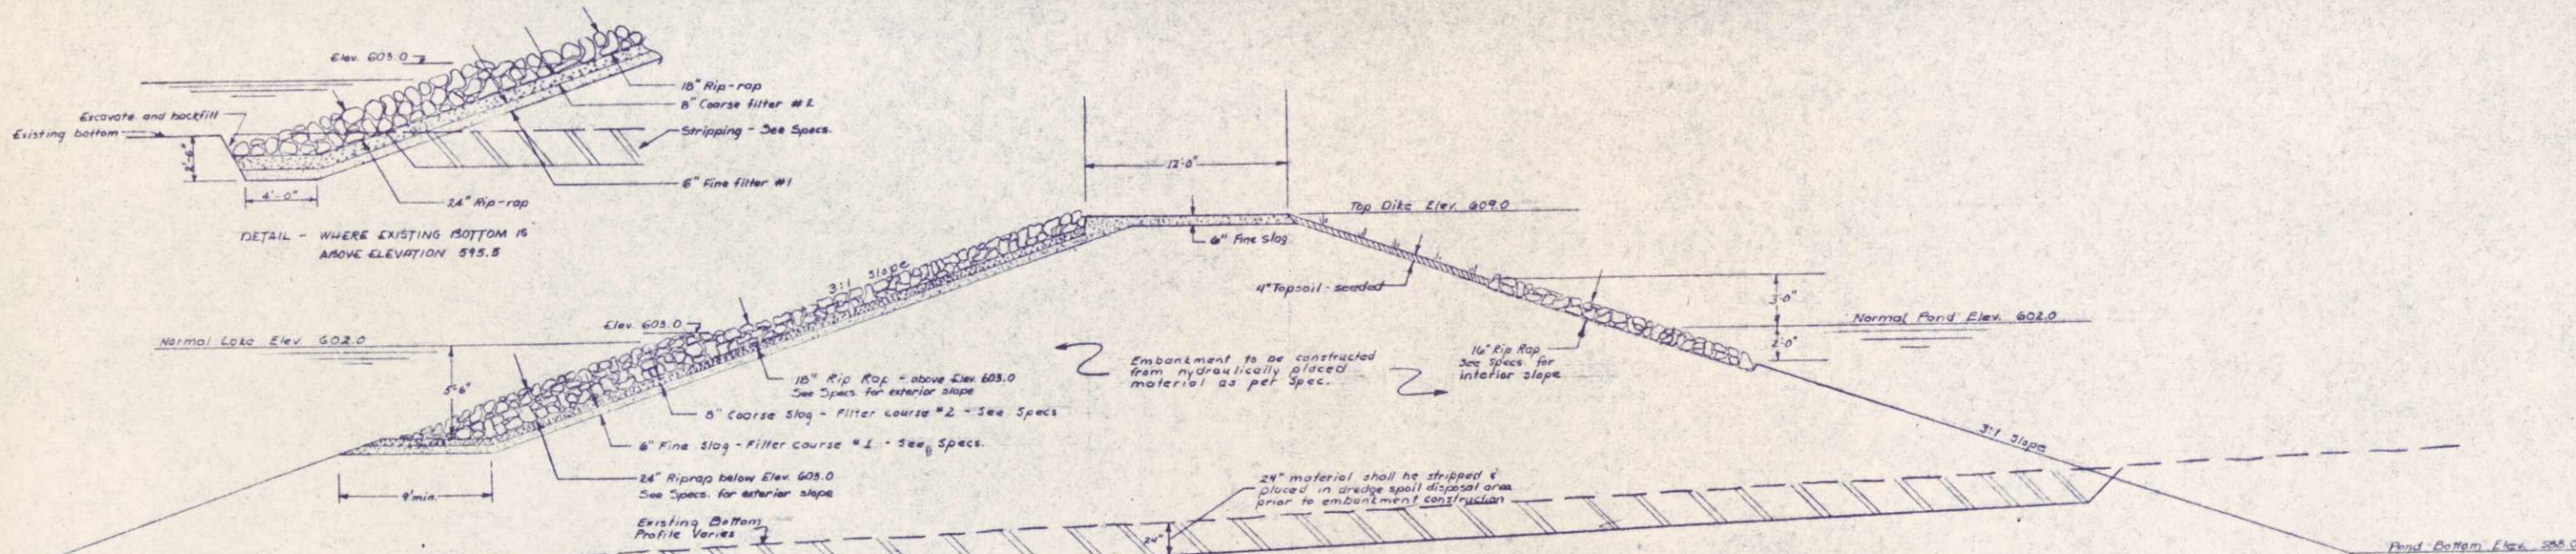 Elev. 603.0
18" Rip-rap
8" Coarse filter #2
Excavate and backfill
Existing bottom
Stripping - See Specs.
2'-6"
6" Fine filter #1
4'-0"
24" Rip-rap
DETAIL - WHERE EXISTING BOTTOM IS
ABOVE ELEVATION 595.5
12'-0"
Top Dike Elev. 609.0
6" Fine slag
3:1 slope
4" Topsoil - seeded
3'-0"
Elev. 603.0
Normal Lake Elev. 602.0
Normal Pond Elev. 602.0
2'-0"
5'-6"
Embankment to be constructed
from hydraulically placed
material as per Spec.
16" Rip Rap
See Specs. for
interior slope
18" Rip Rap - above Elev. 603.0
See Specs. for exterior slope
8" Coarse Slag - Filter course #2 - See Specs
6" Fine Slag - Filter course #1 - See Specs.
3:1 Slope
24" Riprap below Elev. 603.0
See Specs. for exterior slope
9' min.
24" material shall be stripped &
placed in dredge spoil disposal area
prior to embankment construction
Existing Bottom
Profile Varies
24"
Pond Bottom Elev.